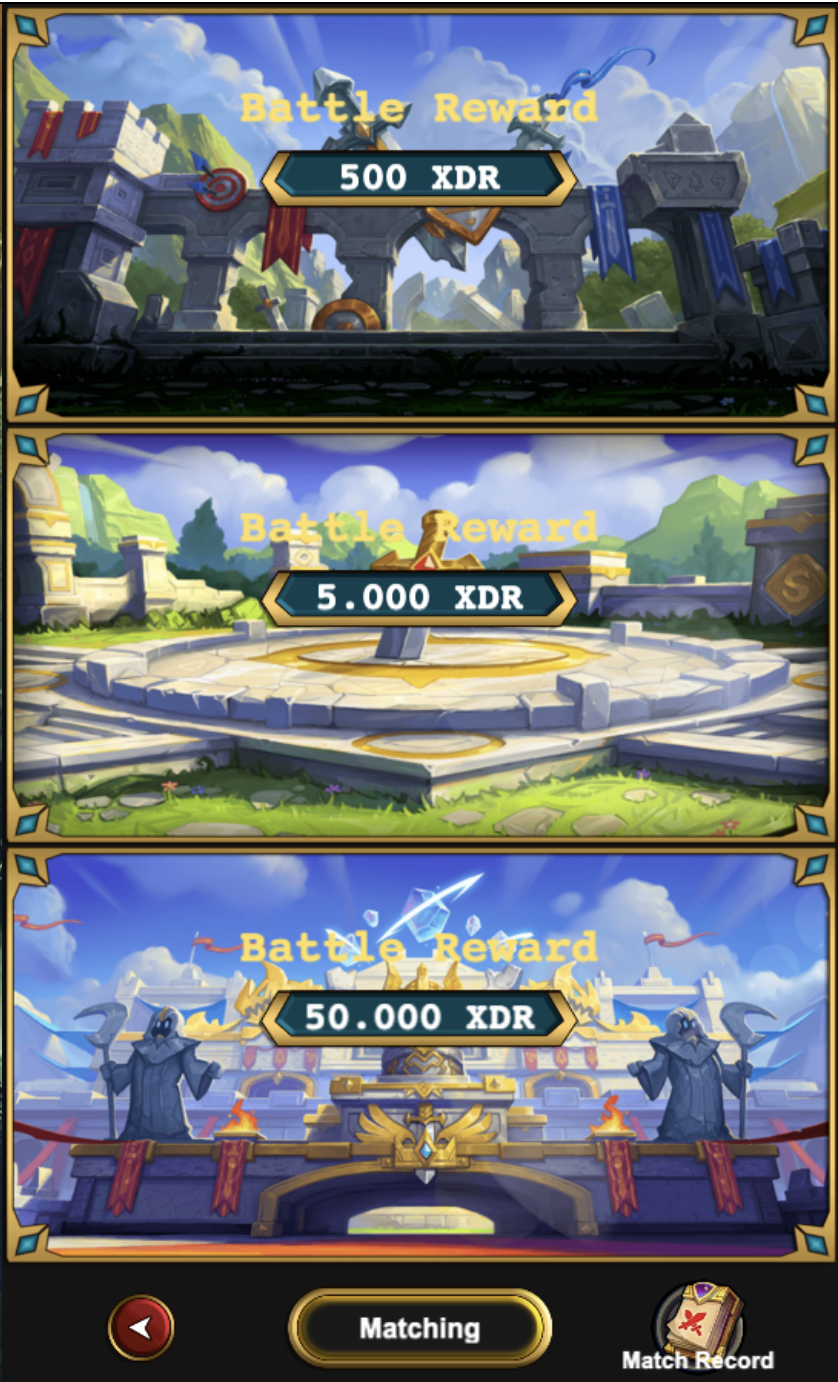 Battle Reward
500 XDR
Battle Reward
5.000 XDR
Battle Reward
50.000 XDR
Matching
Match Record